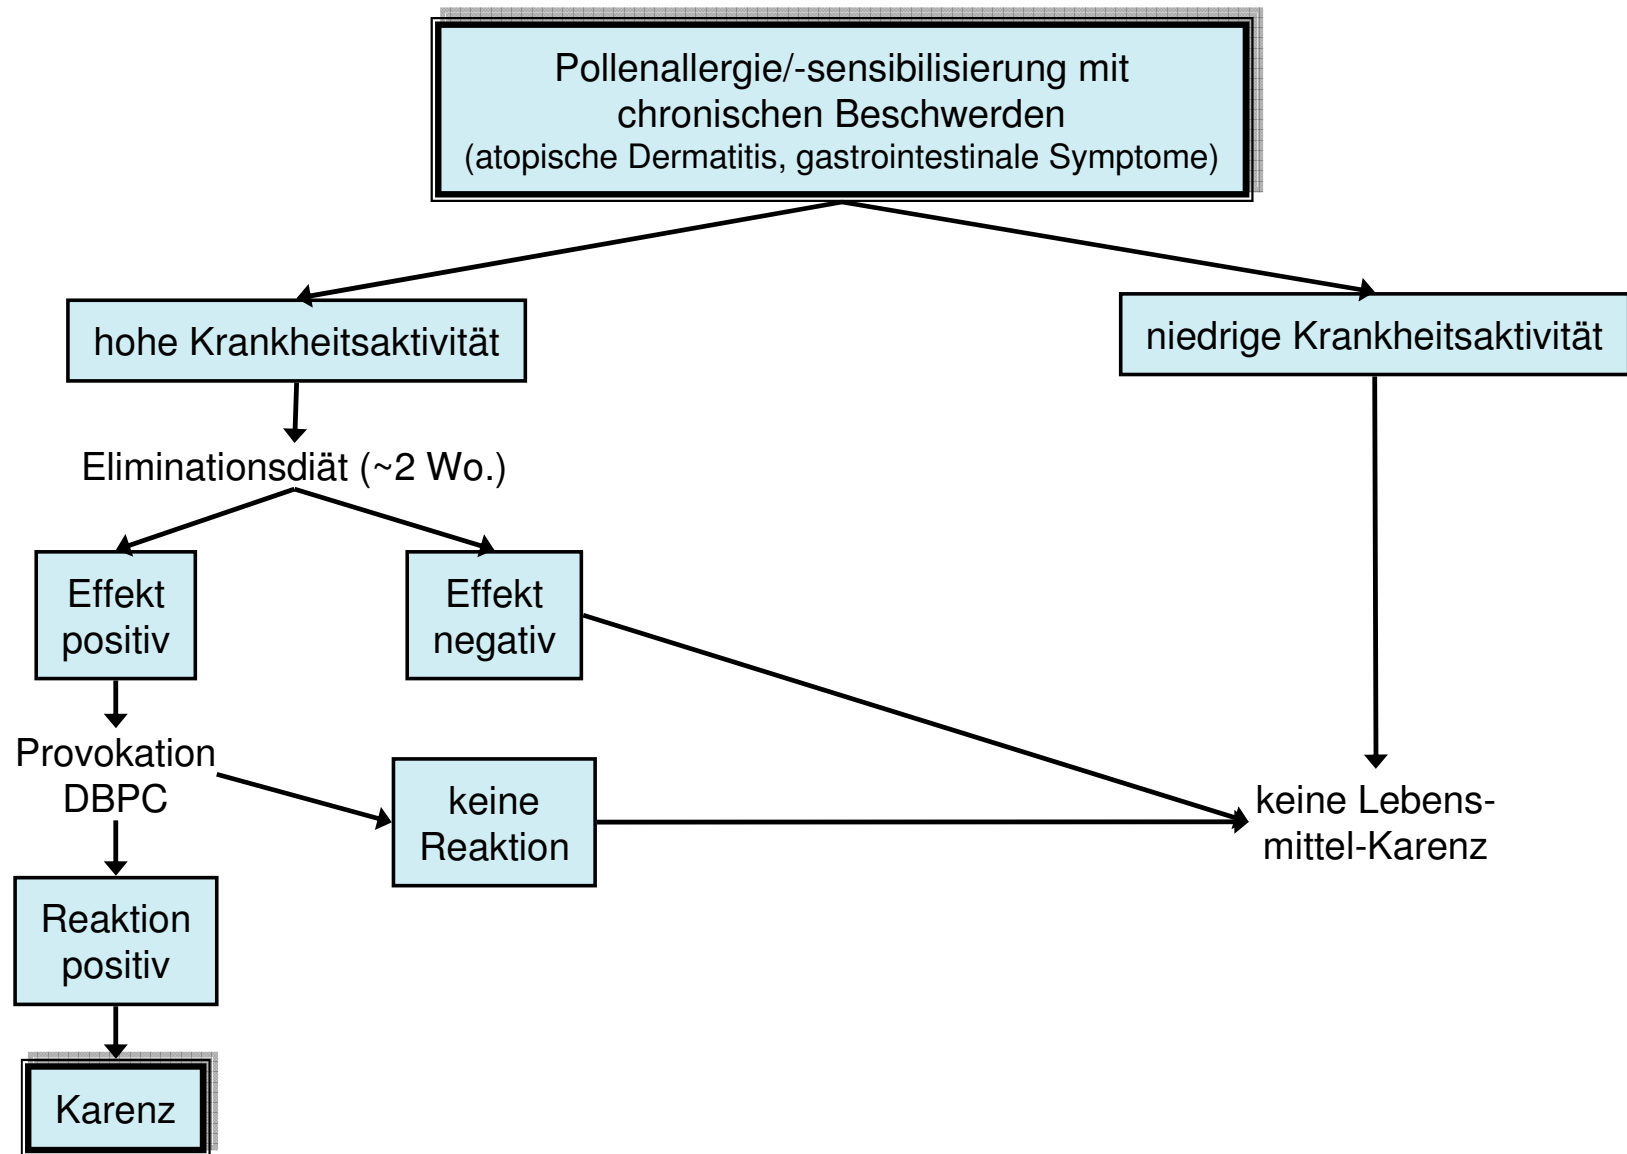 Pollenallergie/-sensibilisierung mit
chronischen Beschwerden
(atopische Dermatitis, gastrointestinale Symptome)
hohe Krankheitsaktivität
niedrige Krankheitsaktivität
Eliminationsdiät (~2 Wo.)
Effekt
positiv
Effekt
negativ
Provokation
DBPC
keine
Reaktion
keine Lebens-
mittel-Karenz
Reaktion
positiv
Karenz